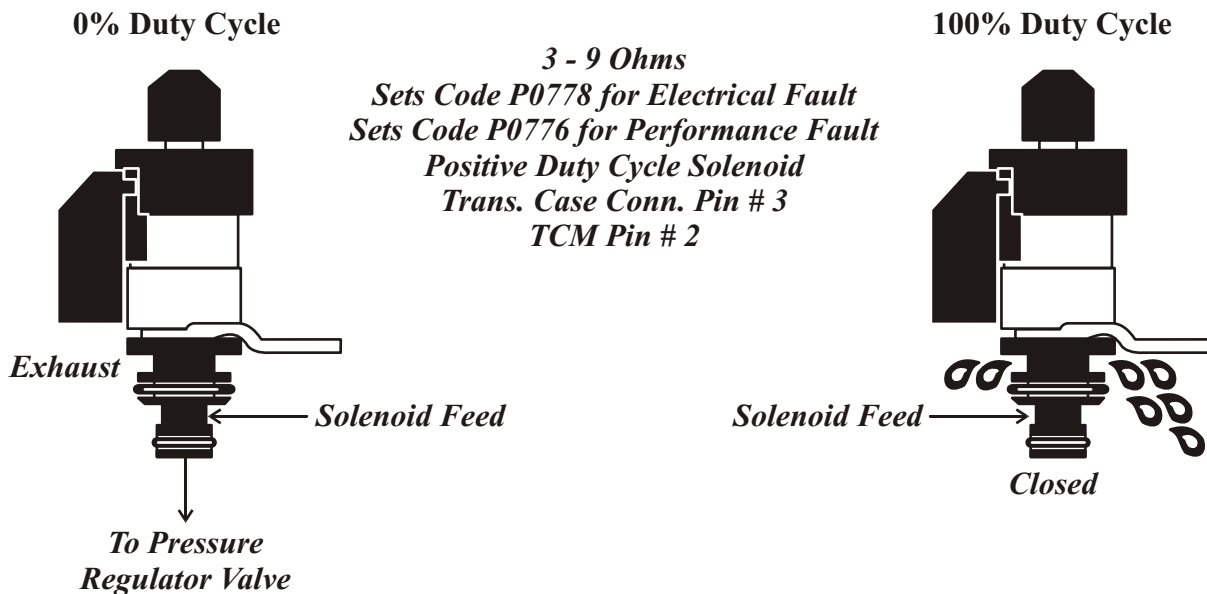 0% Duty Cycle
100% Duty Cycle
3 - 9 Ohms
Sets Code P0778 for Electrical Fault
Sets Code P0776 for Performance Fault
Positive Duty Cycle Solenoid
Trans. Case Conn. Pin # 3
TCM Pin # 2
Exhaust
Solenoid Feed
Solenoid Feed
Closed
To Pressure
Regulator Valve